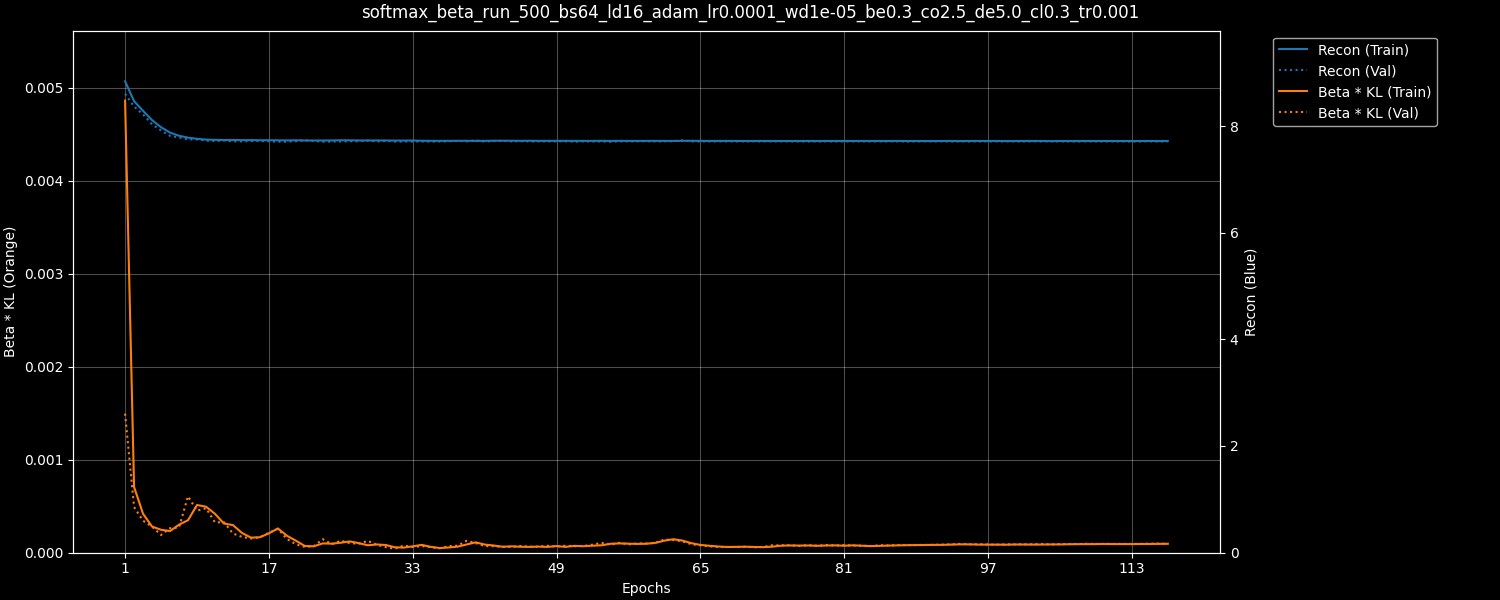 softmax_beta_run_500_bs64_ld16_adam_lr0.0001_wd1e-05_be0.3_co2.5_de5.0_cl0.3_tr0.001
Recon (Train)
Recon (Val)
Beta * KL (Train)
Beta * KL (Val)
Beta * KL (Orange)
0.005
0.004
0.003
0.002
0.001
0.000
8
6
4
2
0
Recon (Blue)
1 17 33 49 65 81 97 113
Epochs